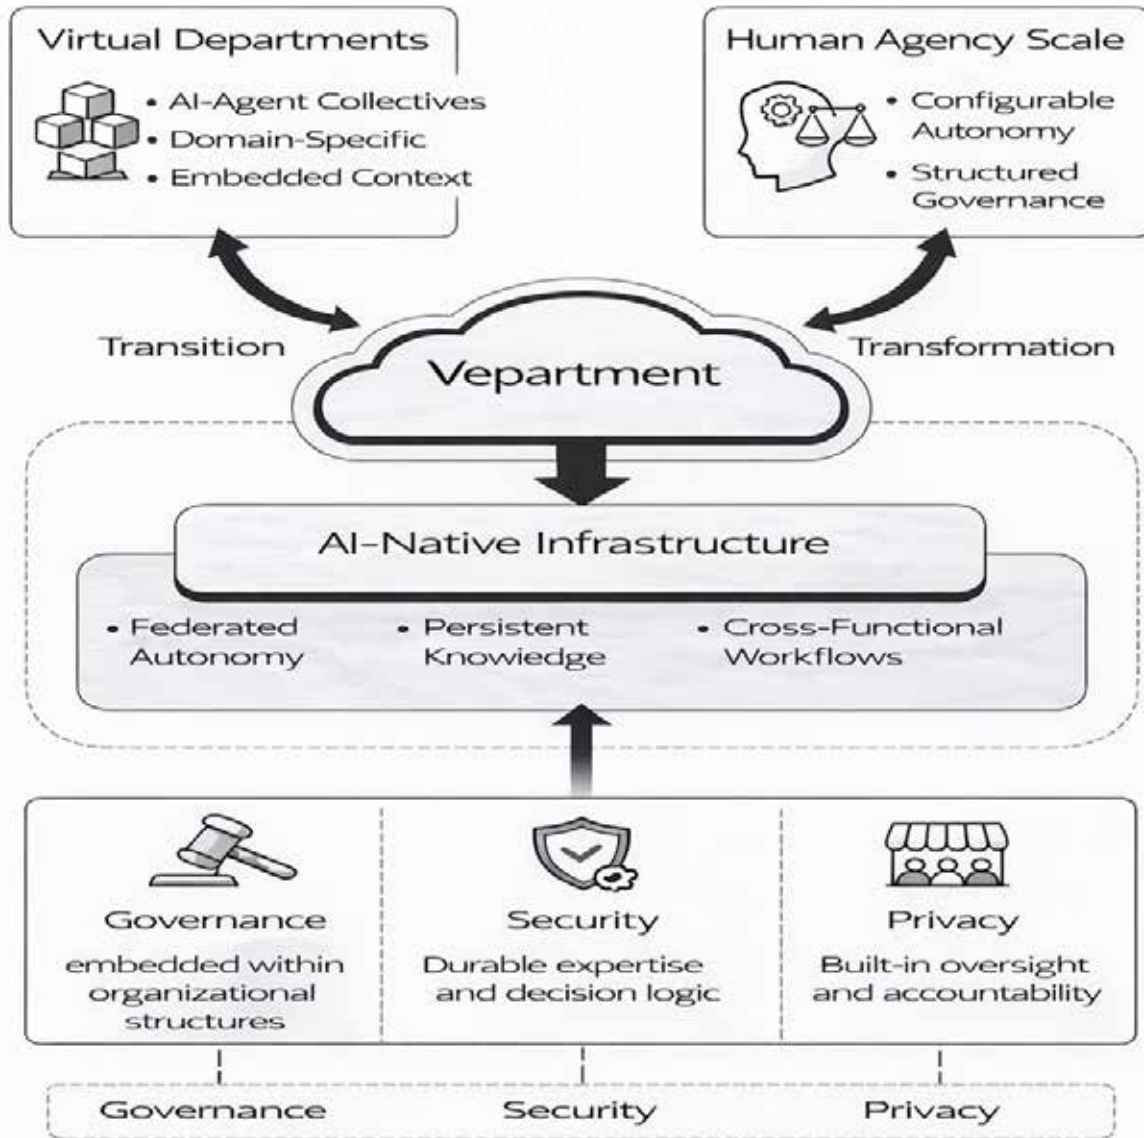 Virtual Departments
• AI-Agent Collectives
• Domain-Specific
• Embedded Context
Human Agency Scale
• Configurable
Autonomy
• Structured
Governance
Transition
Transformation
Vepartment
AI-Native Infrastructure
• Federated
Autonomy
• Persistent
Knowiedge
• Cross-Functional
Workflows
Governance
embedded within
organizational
structures
Security
Durable expertise
and decision logic
Privacy
Built-in oversight
and accountability
Governance
Security
Privacy